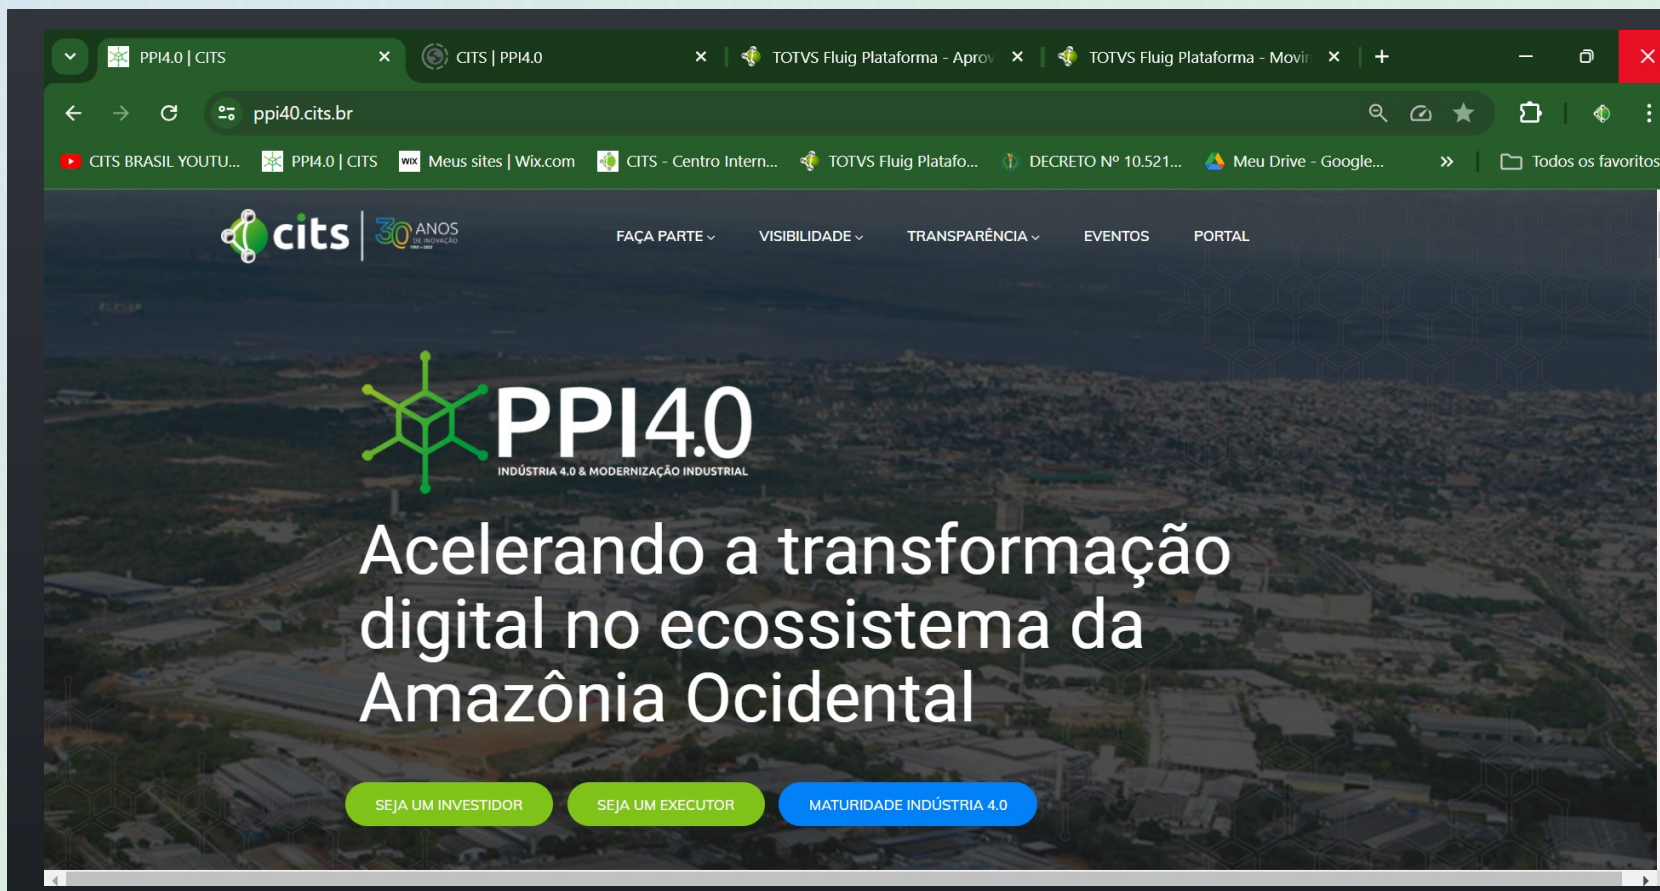 PPI4.0 | CITS
CITS | PPI4.0
TOTVS Fluig Plataforma - Aprov
TOTVS Fluig Plataforma - Movin
ppi40.cits.br
CITS BRASIL YOUTU...
PPI4.0 | CITS
WIX Meus sites | Wix.com
CITS - Centro Intern...
TOTVS Fluig Platafo...
DECRETO Nº 10.521...
Meu Drive - Google...
Todos os favoritos
cits
30 ANOS
DE INOVAÇÃO
FAÇA PARTE
VISIBILIDADE
TRANSPARÊNCIA
EVENTOS
PORTAL
PPI4.0
INDÚSTRIA 4.0 & MODERNIZAÇÃO INDUSTRIAL
Acelerando a transformação
digital no ecossistema da
Amazônia Ocidental
SEJA UM INVESTIDOR
SEJA UM EXECUTOR
MATURIDADE INDÚSTRIA 4.0